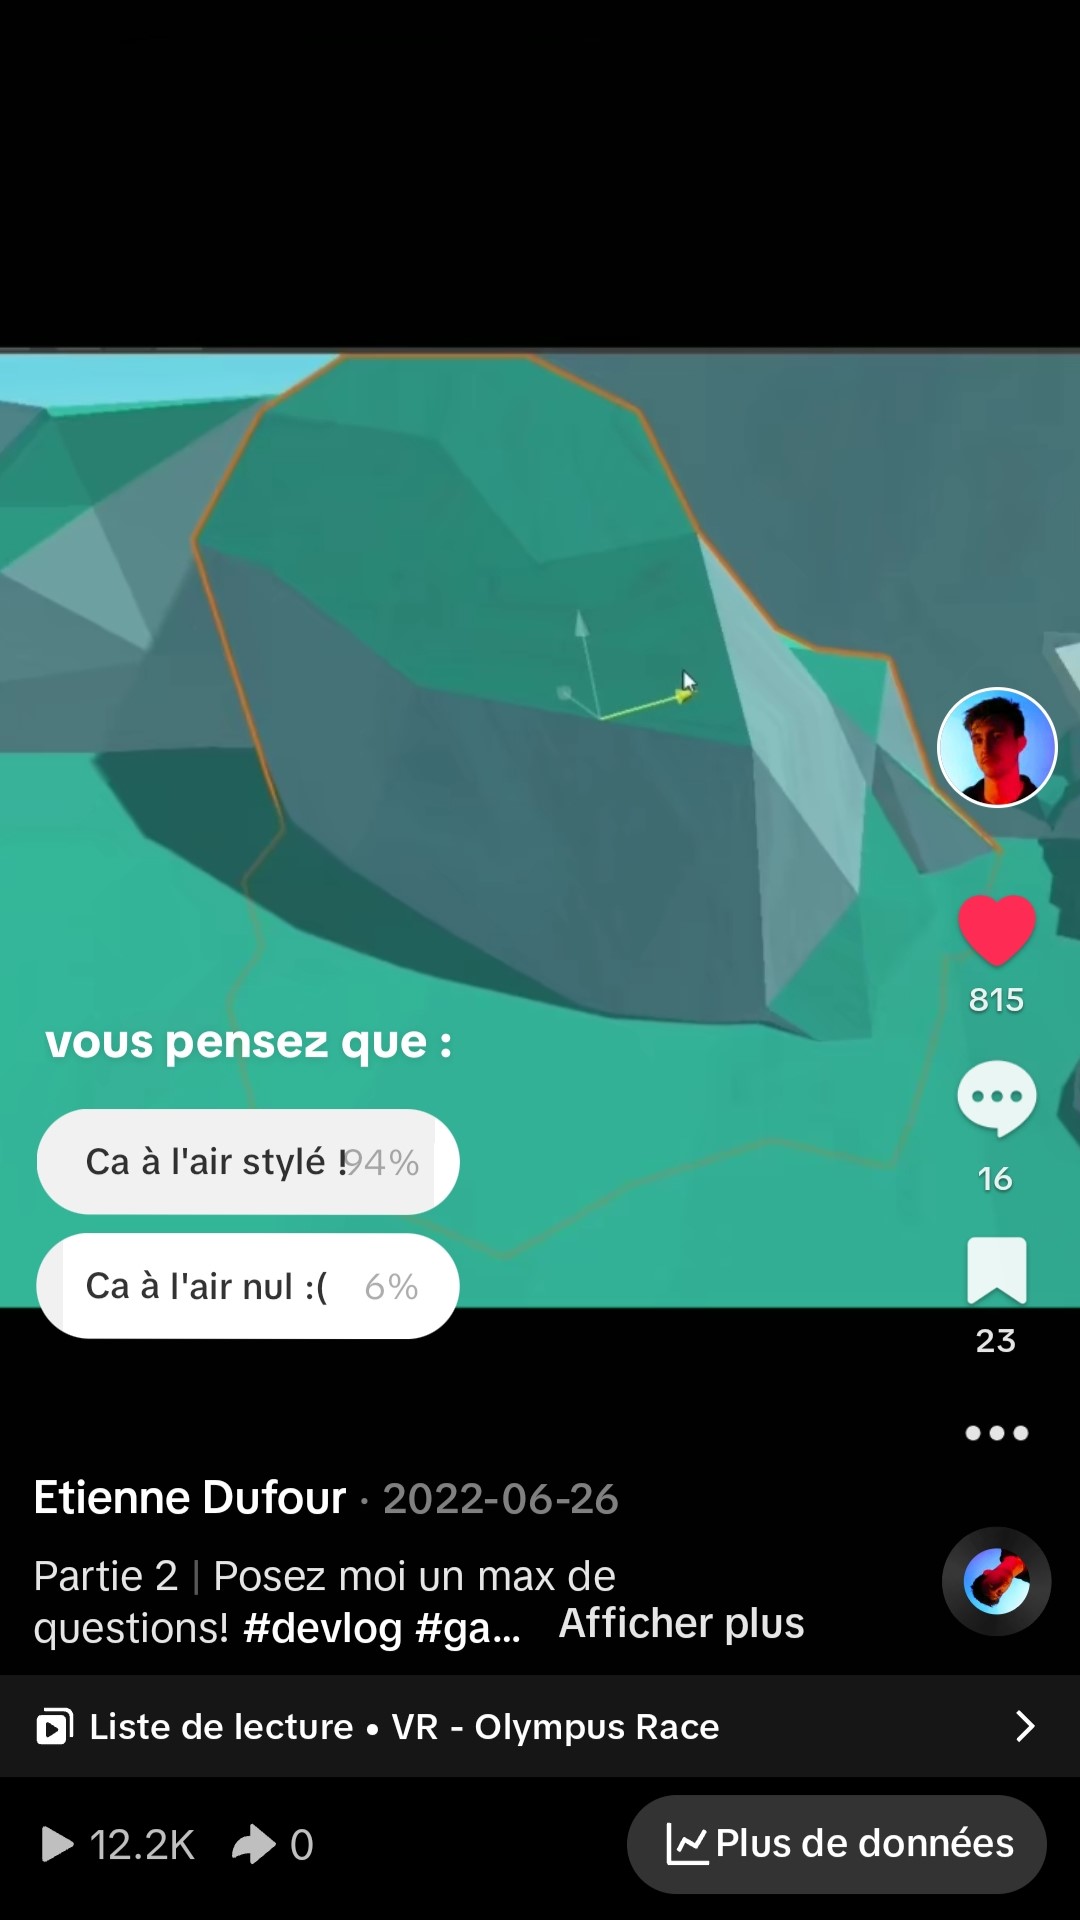 vous pensez que :
Ca à l'air stylé ! 94%
Ca à l'air nul :( 6%
815
16
23
Etienne Dufour · 2022-06-26
Partie 2 | Posez moi un max de
questions! #devlog #ga... Afficher plus
Liste de lecture • VR - Olympus Race
12.2K 0 Plus de données